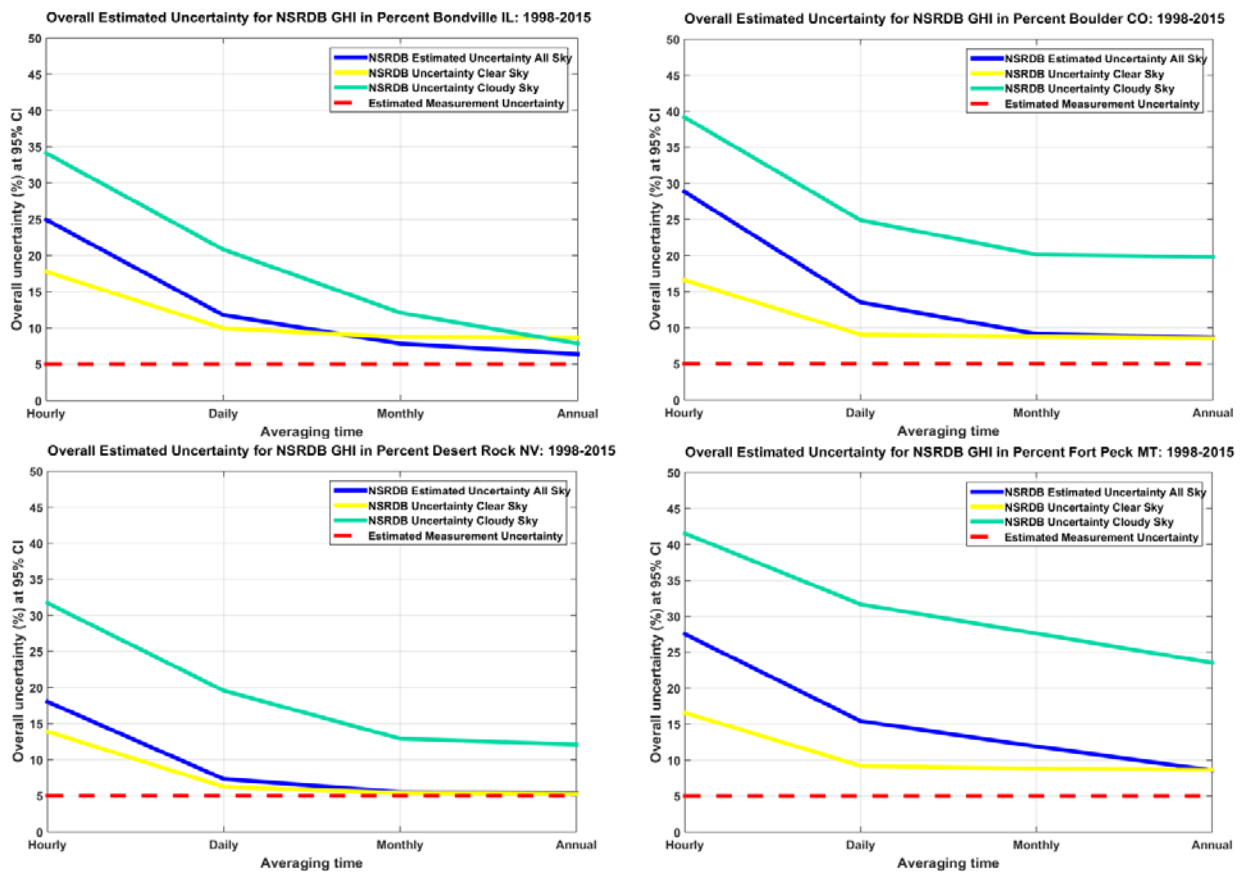 Overall Estimated Uncertainty for NSRDB GHI in Percent Bondville IL: 1998-2015
50
45
40
35
30
25
20
15
10
5
0
Overall uncertainty (%) at 95% CI
NSRDB Estimated Uncertainty All Sky
NSRDB Uncertainty Clear Sky
NSRDB Uncertainty Cloudy Sky
Estimated Measurement Uncertainty
Hourly Daily Monthly Annual
Averaging time
Overall Estimated Uncertainty for NSRDB GHI in Percent Boulder CO: 1998-2015
50
45
40
35
30
25
20
15
10
5
0
Overall uncertainty (%) at 95% CI
NSRDB Estimated Uncertainty All Sky
NSRDB Uncertainty Clear Sky
NSRDB Uncertainty Cloudy Sky
Estimated Measurement Uncertainty
Hourly Daily Monthly Annual
Averaging time
Overall Estimated Uncertainty for NSRDB GHI in Percent Desert Rock NV: 1998-2015
50
45
40
35
30
25
20
15
10
5
0
Overall uncertainty (%) at 95% CI
NSRDB Estimated Uncertainty All Sky
NSRDB Uncertainty Clear Sky
NSRDB Uncertainty Cloudy Sky
Estimated Measurement Uncertainty
Hourly Daily Monthly Annual
Averaging time
Overall Estimated Uncertainty for NSRDB GHI in Percent Fort Peck MT: 1998-2015
50
45
40
35
30
25
20
15
10
5
0
Overall uncertainty (%) at 95% CI
NSRDB Estimated Uncertainty All Sky
NSRDB Uncertainty Clear Sky
NSRDB Uncertainty Cloudy Sky
Estimated Measurement Uncertainty
Hourly Daily Monthly Annual
Averaging time